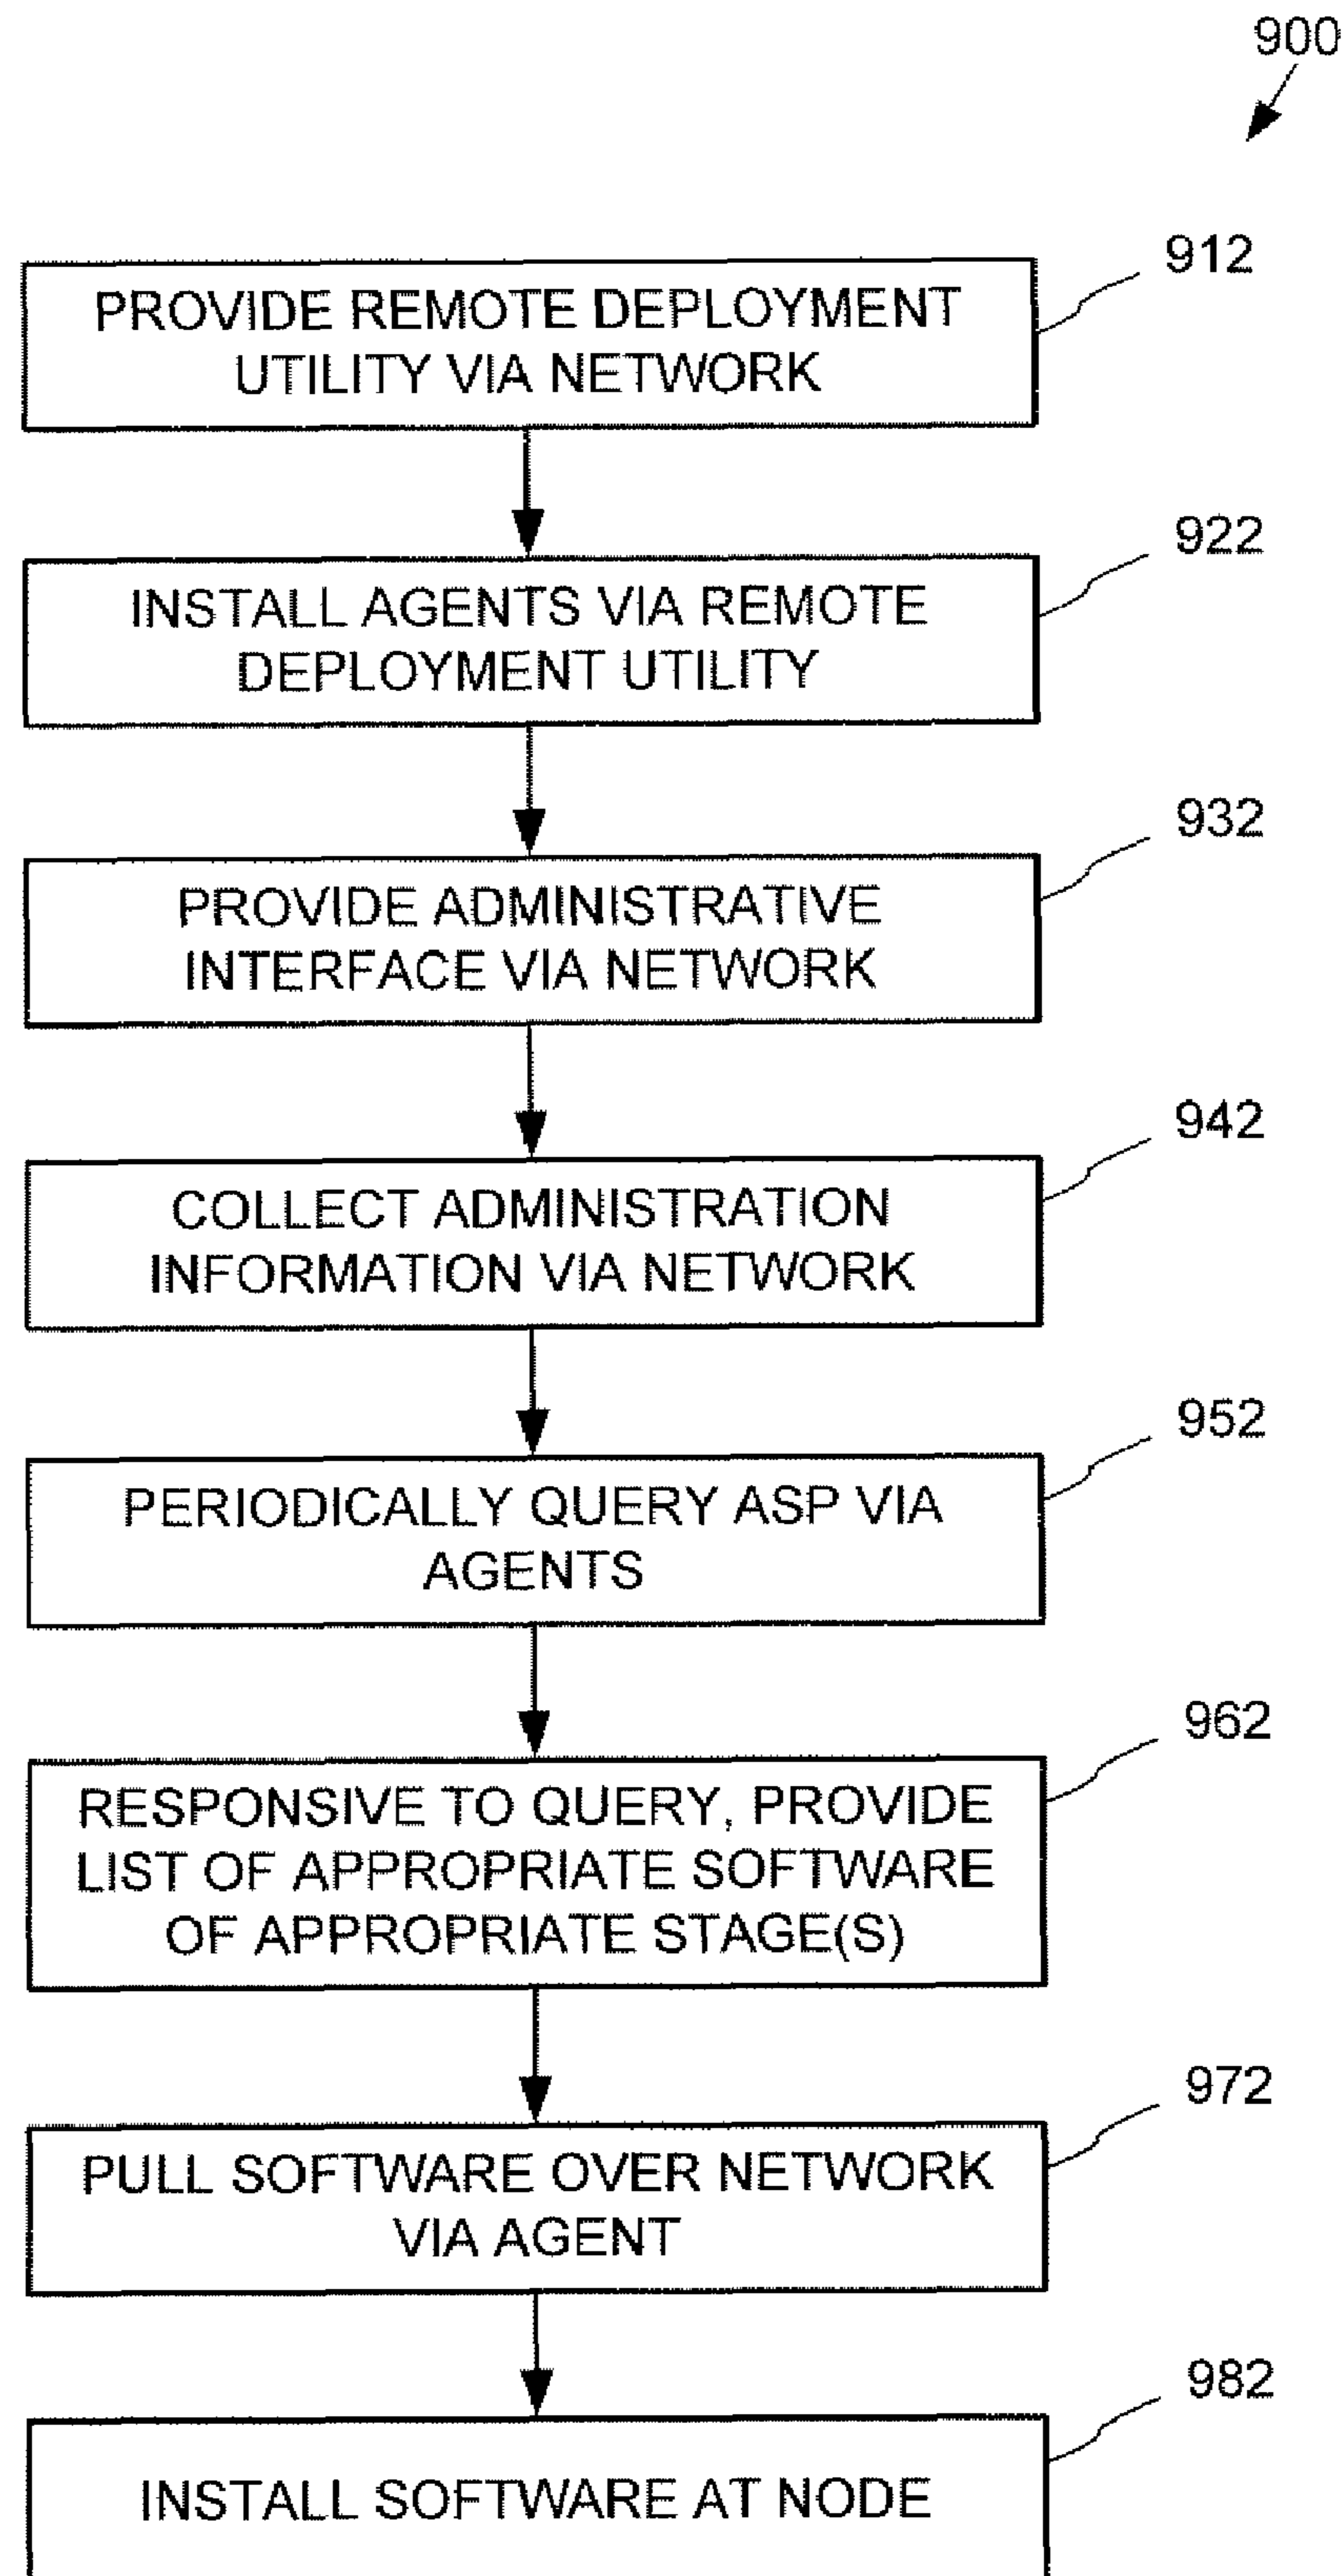 900
912
PROVIDE REMOTE DEPLOYMENT
UTILITY VIA NETWORK
922
INSTALL AGENTS VIA REMOTE
DEPLOYMENT UTILITY
932
PROVIDE ADMINISTRATIVE
INTERFACE VIA NETWORK
942
COLLECT ADMINISTRATION
INFORMATION VIA NETWORK
952
PERIODICALLY QUERY ASP VIA
AGENTS
962
RESPONSIVE TO QUERY, PROVIDE
LIST OF APPROPRIATE SOFTWARE
OF APPROPRIATE STAGE(S)
972
PULL SOFTWARE OVER NETWORK
VIA AGENT
982
INSTALL SOFTWARE AT NODE